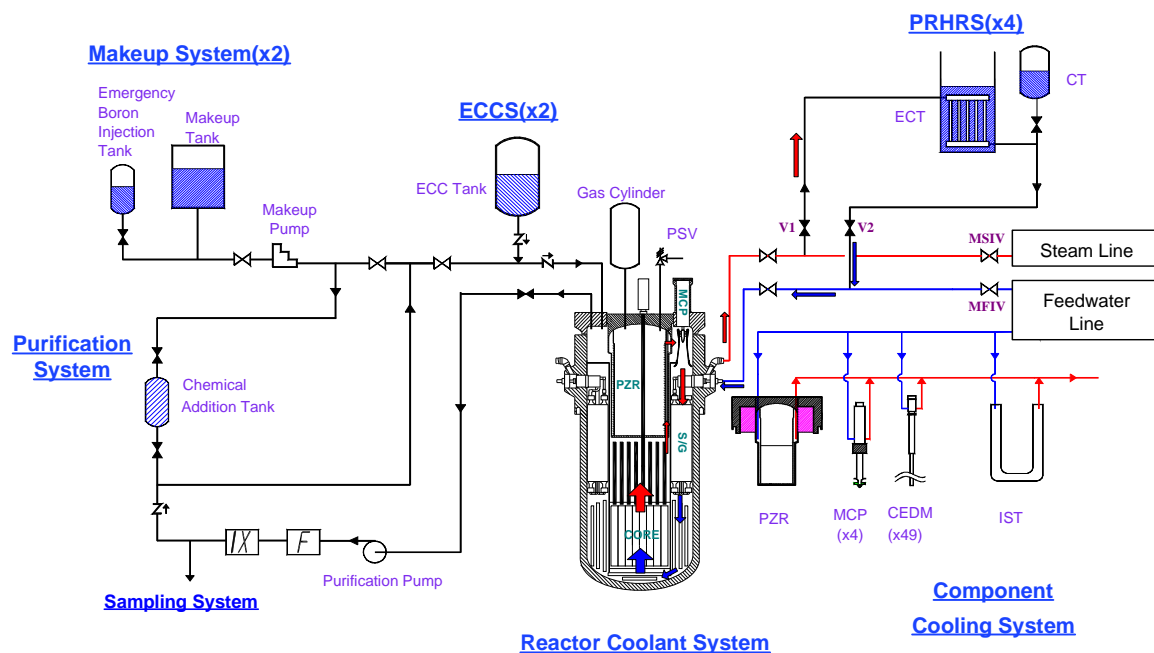 PRHRS(x4)
Makeup System(x2)
Emergency
Boron
Injection
Tank
Makeup
Tank
ECCS(x2)
CT
ECT
ECC Tank
Gas Cylinder
Makeup
Pump
PSV
V1
V2
MSIV
Steam Line
MFIV
Feedwater
Line
MCP
Purification
System
Chemical
Addition Tank
PZR
S/G
CORE
PZR
MCP
(x4)
CEDM
(x49)
IST
IX
F
Purification Pump
Sampling System
Component
Cooling System
Reactor Coolant System